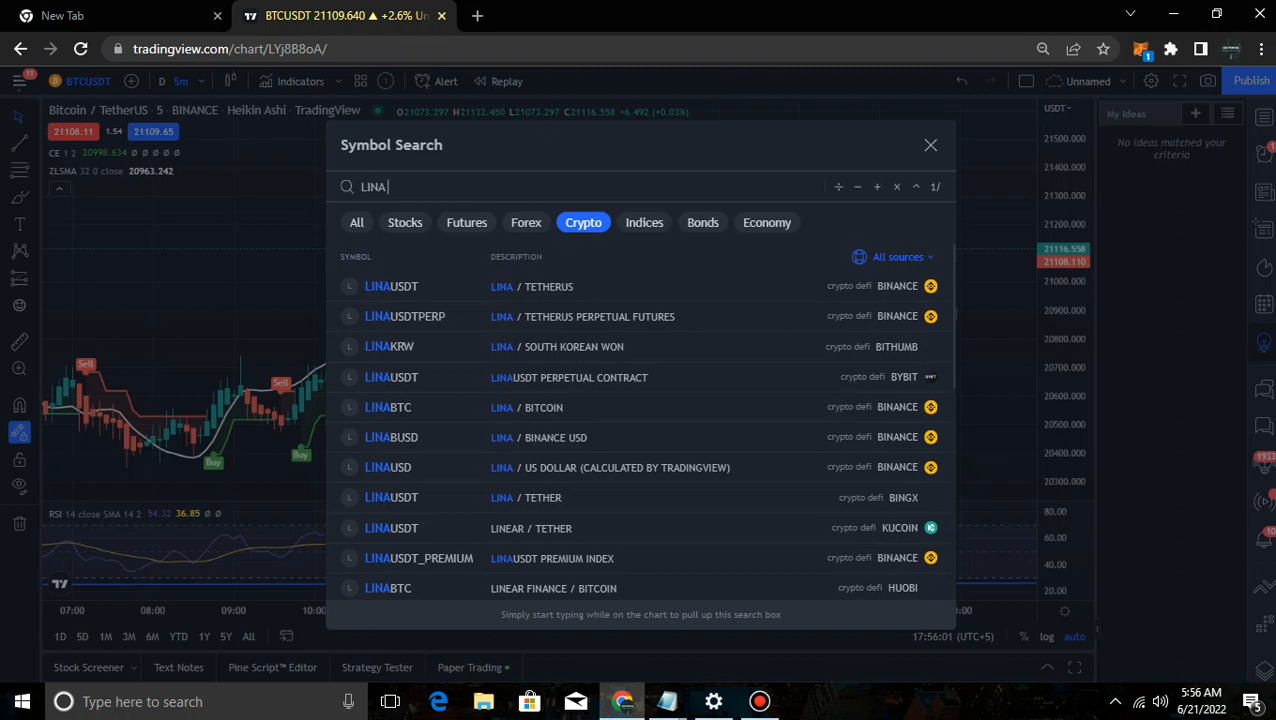 New Tab
BTCUSDT 21109.640 ▲ +2.6% Un
tradingview.com/chart/LYj8B8oA/
1
11
BTCUSDT
D 5m
Indicators
Alert
Replay
Unnamed
Publish
Bitcoin / TetherUS · 5 · BINANCE · Heikin Ashi · TradingView
O21073.297 H21132.450 L21073.297 C21116.558 +6.492 (+0.03%)
USDT
My Ideas
21108.11 1.54 21109.65
CE 1 2 20998.634 Ø Ø Ø Ø Ø
ZLSMA 32 0 close 20963.242
No ideas matched your
criteria
Symbol Search
LINA
1/
All Stocks Futures Forex Crypto Indices Bonds Economy
SYMBOL DESCRIPTION All sources
LINAUSDT LINA / TETHERUS crypto defi BINANCE
LINAUSDTPERP LINA / TETHERUS PERPETUAL FUTURES crypto defi BINANCE
LINAKRW LINA / SOUTH KOREAN WON crypto defi BITHUMB
LINAUSDT LINAUSDT PERPETUAL CONTRACT crypto defi BYBIT
LINABTC LINA / BITCOIN crypto defi BINANCE
LINABUSD LINA / BINANCE USD crypto defi BINANCE
LINAUSD LINA / US DOLLAR (CALCULATED BY TRADINGVIEW) crypto defi BINANCE
LINAUSDT LINA / TETHER crypto defi BINGX
LINAUSDT LINEAR / TETHER crypto defi KUCOIN
LINAUSDT_PREMIUM LINAUSDT PREMIUM INDEX crypto defi BINANCE
LINABTC LINEAR FINANCE / BITCOIN crypto defi HUOBI
Simply start typing while on the chart to pull up this search box
21500.000
21400.000
21300.000
21200.000
21116.558
21108.110
21000.000
20900.000
20800.000
20700.000
20600.000
20500.000
20400.000
20300.000
80.00
60.00
40.00
20.00
Sell
Sell
Buy
Buy
RSI 14 close SMA 14 2 54.32 36.85 Ø Ø
07:00 08:00 09:00 10:00
1933
10
1D 5D 1M 3M 6M YTD 1Y 5Y All
17:56:01 (UTC+5) % log auto
Stock Screener Text Notes Pine Script™ Editor Strategy Tester Paper Trading
Type here to search
5:56 AM
6/21/2022
5